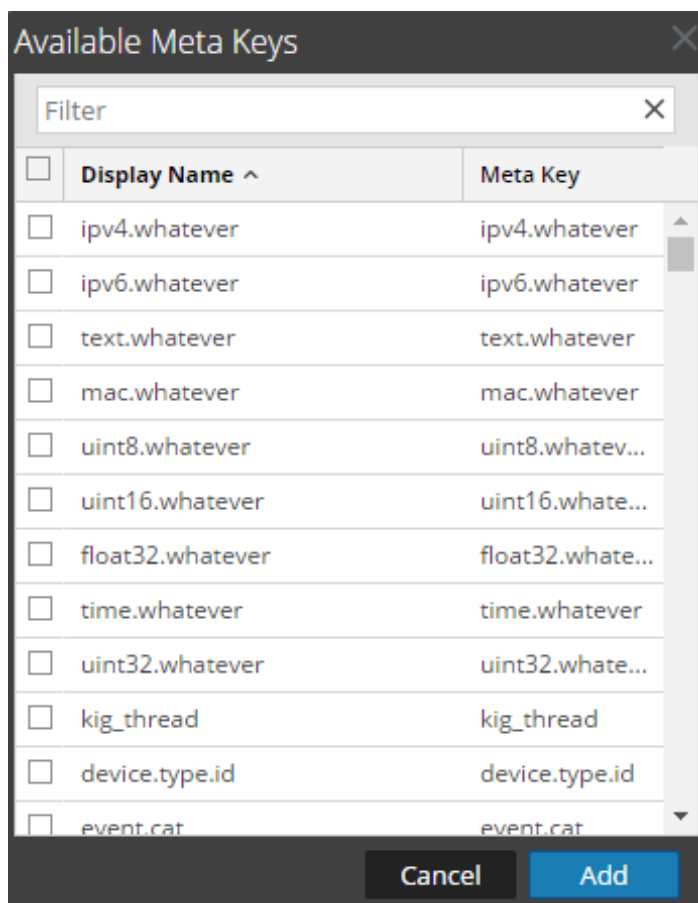 Available Meta Keys
Filter
Display Name Meta Key
ipv4.whatever ipv4.whatever
ipv6.whatever ipv6.whatever
text.whatever text.whatever
mac.whatever mac.whatever
uint8.whatever uint8.whatev...
uint16.whatever uint16.whate...
float32.whatever float32.whate...
time.whatever time.whatever
uint32.whatever uint32.whate...
kig_thread kig_thread
device.type.id device.type.id
event.cat event.cat
Cancel Add